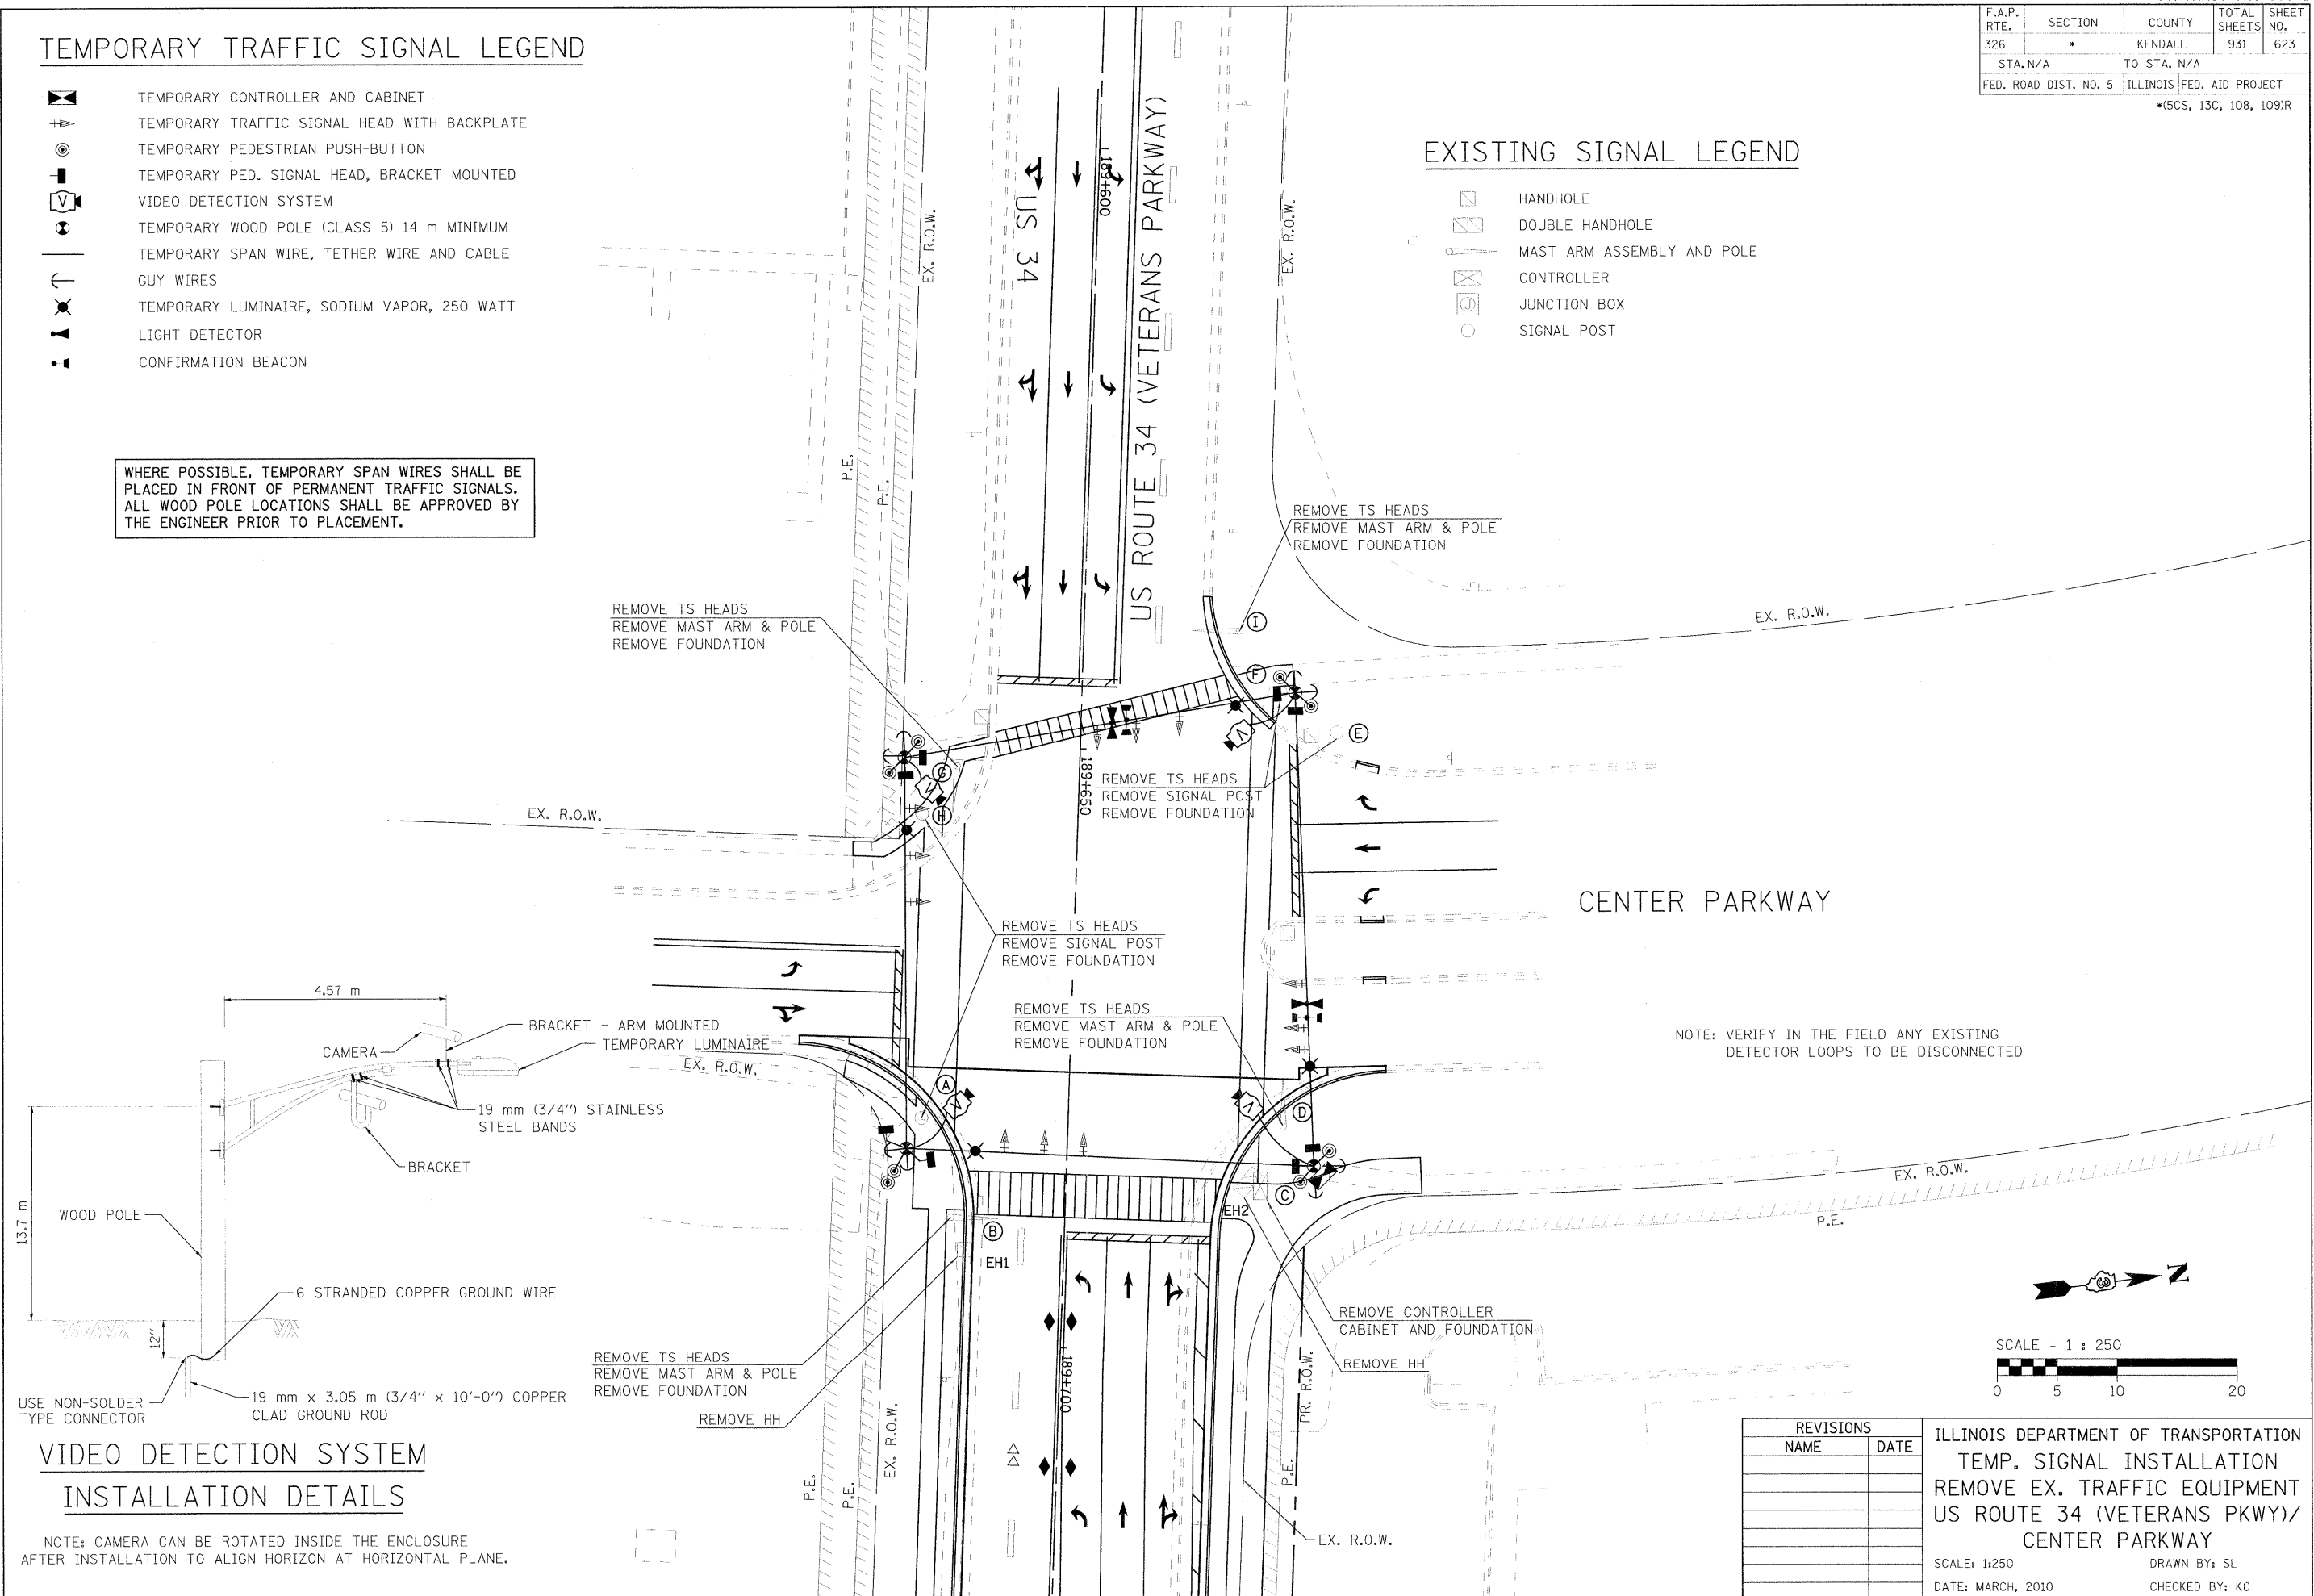 F.A.P. RTE. SECTION COUNTY TOTAL SHEETS SHEET NO.
326 * KENDALL 931 623
STA. N/A TO STA. N/A
FED. ROAD DIST. NO. 5 ILLINOIS FED. AID PROJECT
*(5CS, 13C, 108, 109)R
TEMPORARY TRAFFIC SIGNAL LEGEND
TEMPORARY CONTROLLER AND CABINET
TEMPORARY TRAFFIC SIGNAL HEAD WITH BACKPLATE
TEMPORARY PEDESTRIAN PUSH-BUTTON
TEMPORARY PED. SIGNAL HEAD, BRACKET MOUNTED
V VIDEO DETECTION SYSTEM
TEMPORARY WOOD POLE (CLASS 5) 14 m MINIMUM
TEMPORARY SPAN WIRE, TETHER WIRE AND CABLE
GUY WIRES
TEMPORARY LUMINAIRE, SODIUM VAPOR, 250 WATT
LIGHT DETECTOR
CONFIRMATION BEACON
WHERE POSSIBLE, TEMPORARY SPAN WIRES SHALL BE
PLACED IN FRONT OF PERMANENT TRAFFIC SIGNALS.
ALL WOOD POLE LOCATIONS SHALL BE APPROVED BY
THE ENGINEER PRIOR TO PLACEMENT.
EXISTING SIGNAL LEGEND
HANDHOLE
DOUBLE HANDHOLE
MAST ARM ASSEMBLY AND POLE
CONTROLLER
J JUNCTION BOX
SIGNAL POST
EX. R.O.W.
US 34
189+600
US ROUTE 34 (VETERANS PARKWAY)
EX. R.O.W.
P.E.
P.E.
REMOVE TS HEADS
REMOVE MAST ARM & POLE
REMOVE FOUNDATION
REMOVE TS HEADS
REMOVE MAST ARM & POLE
REMOVE FOUNDATION
EX. R.O.W.
I
F
E
G
V
H
V
189+650
REMOVE TS HEADS
REMOVE SIGNAL POST
REMOVE FOUNDATION
EX. R.O.W.
CENTER PARKWAY
REMOVE TS HEADS
REMOVE SIGNAL POST
REMOVE FOUNDATION
REMOVE TS HEADS
REMOVE MAST ARM & POLE
REMOVE FOUNDATION
NOTE: VERIFY IN THE FIELD ANY EXISTING
DETECTOR LOOPS TO BE DISCONNECTED
EX. R.O.W.
A
V
V
D
C
B
EH1
EH2
EX. R.O.W.
P.E.
4.57 m
BRACKET - ARM MOUNTED
CAMERA
TEMPORARY LUMINAIRE
19 mm (3/4") STAINLESS
STEEL BANDS
BRACKET
13.7 m
WOOD POLE
6 STRANDED COPPER GROUND WIRE
12"
USE NON-SOLDER
TYPE CONNECTOR
19 mm x 3.05 m (3/4" x 10'-0") COPPER
CLAD GROUND ROD
VIDEO DETECTION SYSTEM
INSTALLATION DETAILS
NOTE: CAMERA CAN BE ROTATED INSIDE THE ENCLOSURE
AFTER INSTALLATION TO ALIGN HORIZON AT HORIZONTAL PLANE.
REMOVE TS HEADS
REMOVE MAST ARM & POLE
REMOVE FOUNDATION
REMOVE HH
REMOVE CONTROLLER
CABINET AND FOUNDATION
REMOVE HH
189+700
P.E.
P.E.
EX. R.O.W.
P.E.
PR. R.O.W.
EX. R.O.W.
N
SCALE = 1 : 250
0 5 10 20
REVISIONS
NAME DATE
ILLINOIS DEPARTMENT OF TRANSPORTATION
TEMP. SIGNAL INSTALLATION
REMOVE EX. TRAFFIC EQUIPMENT
US ROUTE 34 (VETERANS PKWY)/
CENTER PARKWAY
SCALE: 1:250 DRAWN BY: SL
DATE: MARCH, 2010 CHECKED BY: KC